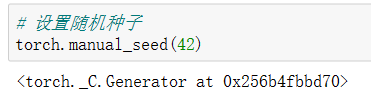 # 设置随机种子
torch.manual_seed(42)
<torch._C.Generator at 0x256b4fbbd70>